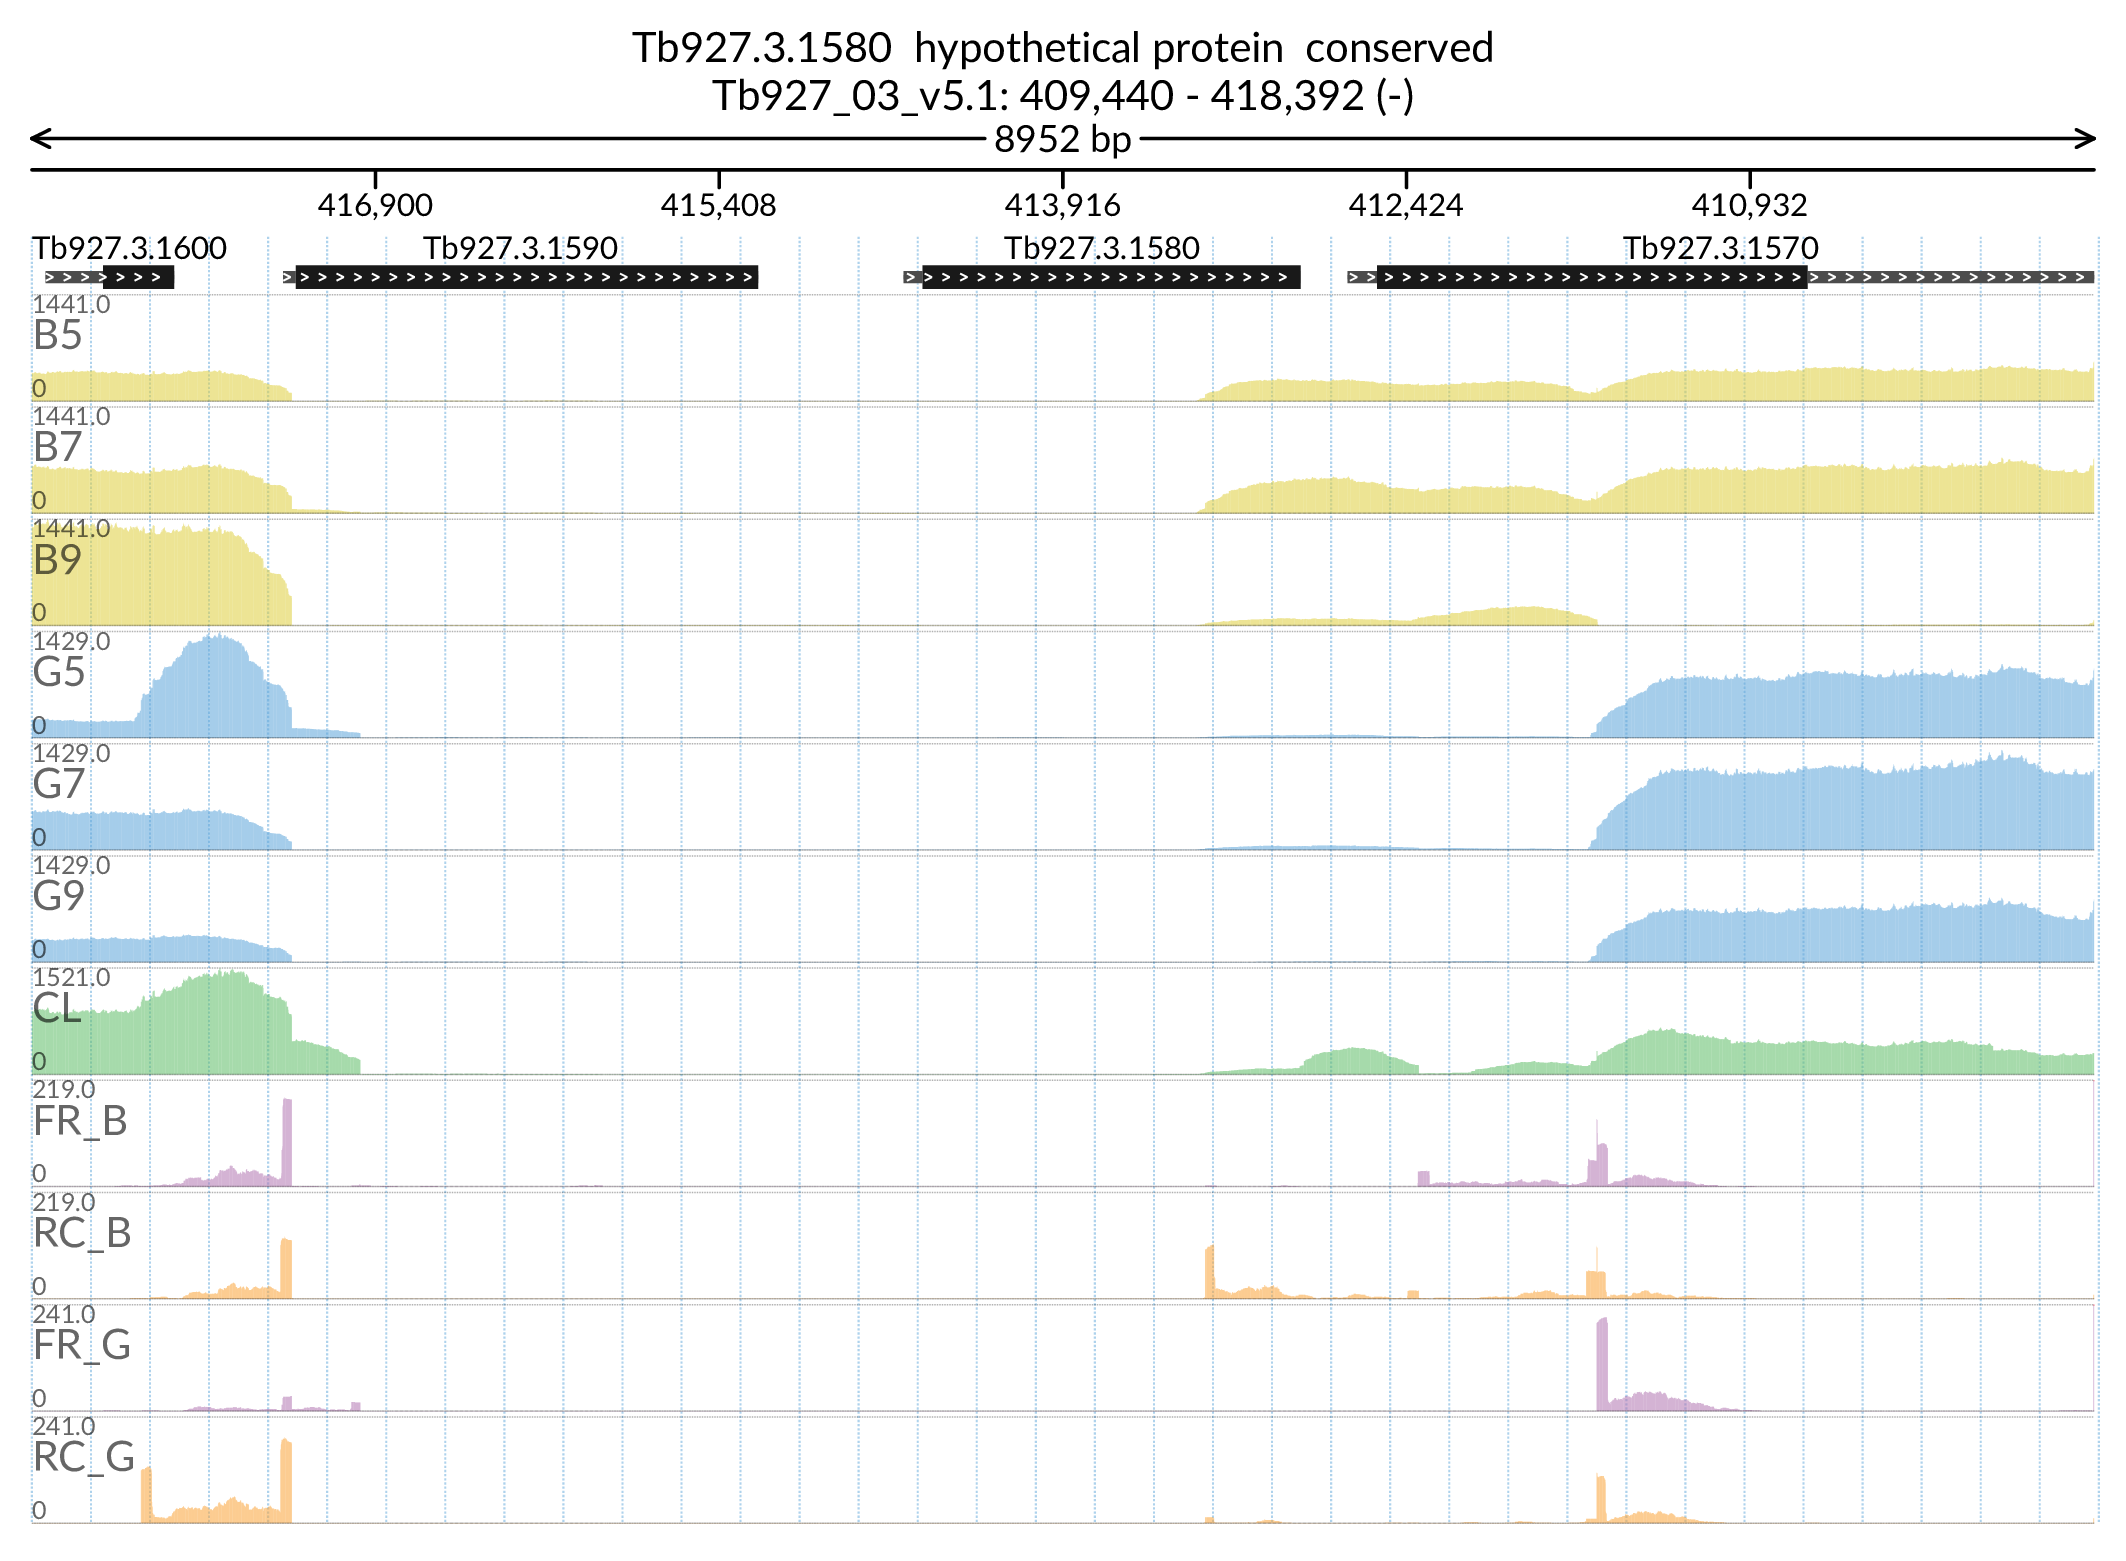 Tb927.3.1580 hypothetical protein conserved
Tb927_03_v5.1: 409,440 - 418,392 (-)
8952 bp
416,900 415,408 413,916 412,424 410,932
Tb927.3.1600 Tb927.3.1590 Tb927.3.1580 Tb927.3.1570
1441.0
B5
0
1441.0
B7
0
1441.0
B9
0
1429.0
G5
0
1429.0
G7
0
1429.0
G9
0
1521.0
CL
0
219.0
FR_B
0
219.0
RC_B
0
241.0
FR_G
0
241.0
RC_G
0